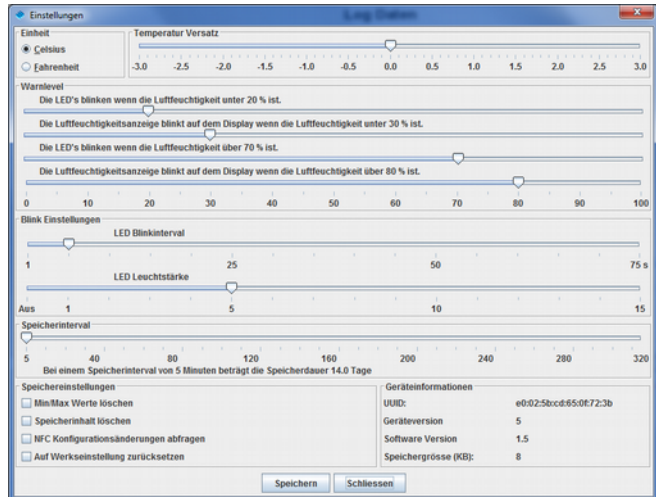 Einstellungen
Log Daten
Einheit
Celsius
Fahrenheit
Temperatur Versatz
-3.0 -2.5 -2.0 -1.5 -1.0 -0.5 0.0 0.5 1.0 1.5 2.0 2.5 3.0
Warnlevel
Die LED's blinken wenn die Luftfeuchtigkeit unter 20 % ist.
Die Luftfeuchtigkeitsanzeige blinkt auf dem Display wenn die Luftfeuchtigkeit unter 30 % ist.
Die LED's blinken wenn die Luftfeuchtigkeit über 70 % ist.
Die Luftfeuchtigkeitsanzeige blinkt auf dem Display wenn die Luftfeuchtigkeit über 80 % ist.
0 10 20 30 40 50 60 70 80 90 100
Blink Einstellungen
LED Blinkinterval
1 25 50 75 s
LED Leuchtstärke
Aus 1 5 10 15
Speicherinterval
5 40 80 120 160 200 240 280 320
Bei einem Speicherinterval von 5 Minuten beträgt die Speicherdauer 14.0 Tage
Speichereinstellungen
Min/Max Werte löschen
Speicherinhalt löschen
NFC Konfigurationsänderungen abfragen
Auf Werkseinstellung zurücksetzen
Geräteinformationen
UUID: e0:02:5b:cd:65:0f:72:3b
Geräteversion 5
Software Version 1.5
Speichergrösse (KB): 8
Speichern Schliessen